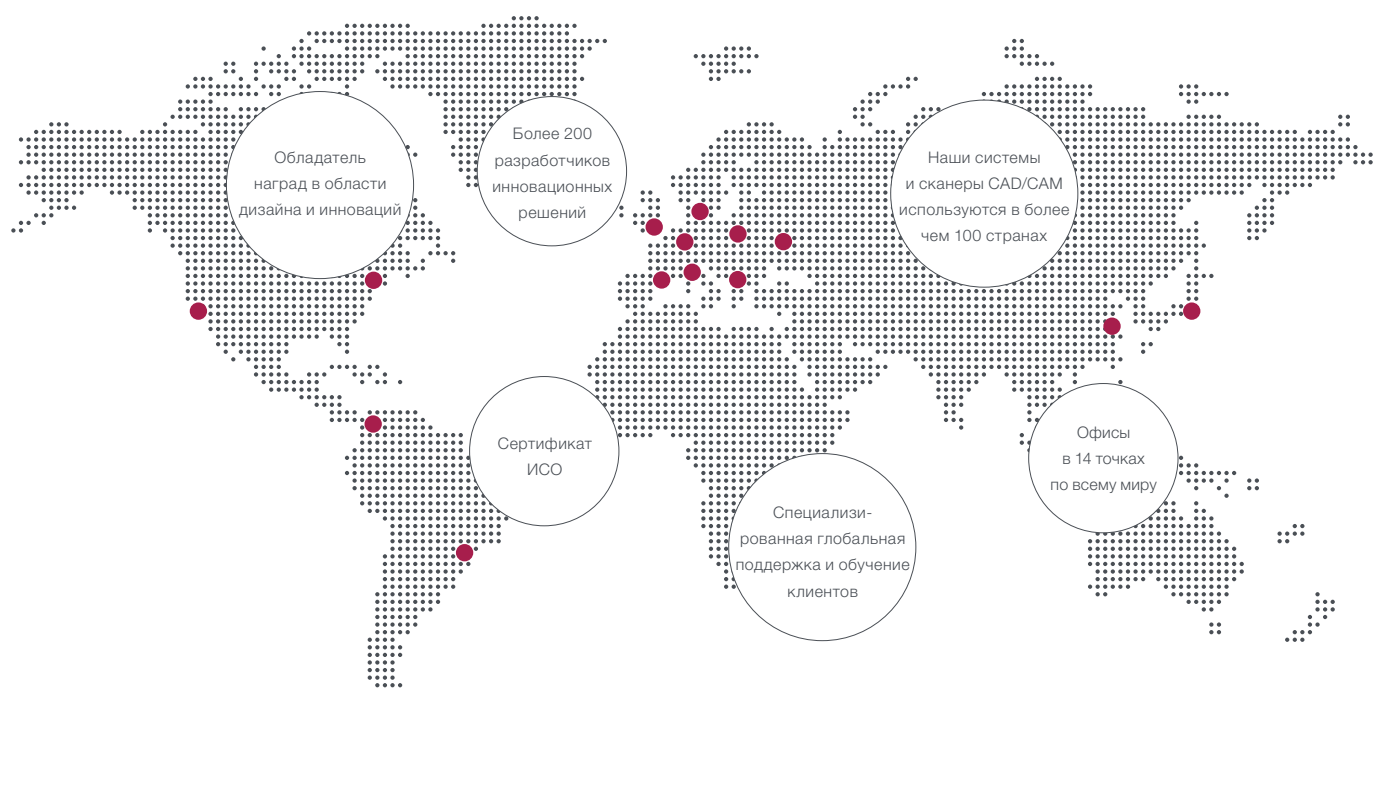 Обладатель
наград в области
дизайна и инноваций
Более 200
разработчиков
инновационных
решений
Наши системы
и сканеры CAD/CAM
используются в более
чем 100 странах
Сертификат
ИСО
Специализи-
рованная глобальная
поддержка и обучение
клиентов
Офисы
в 14 точках
по всему миру